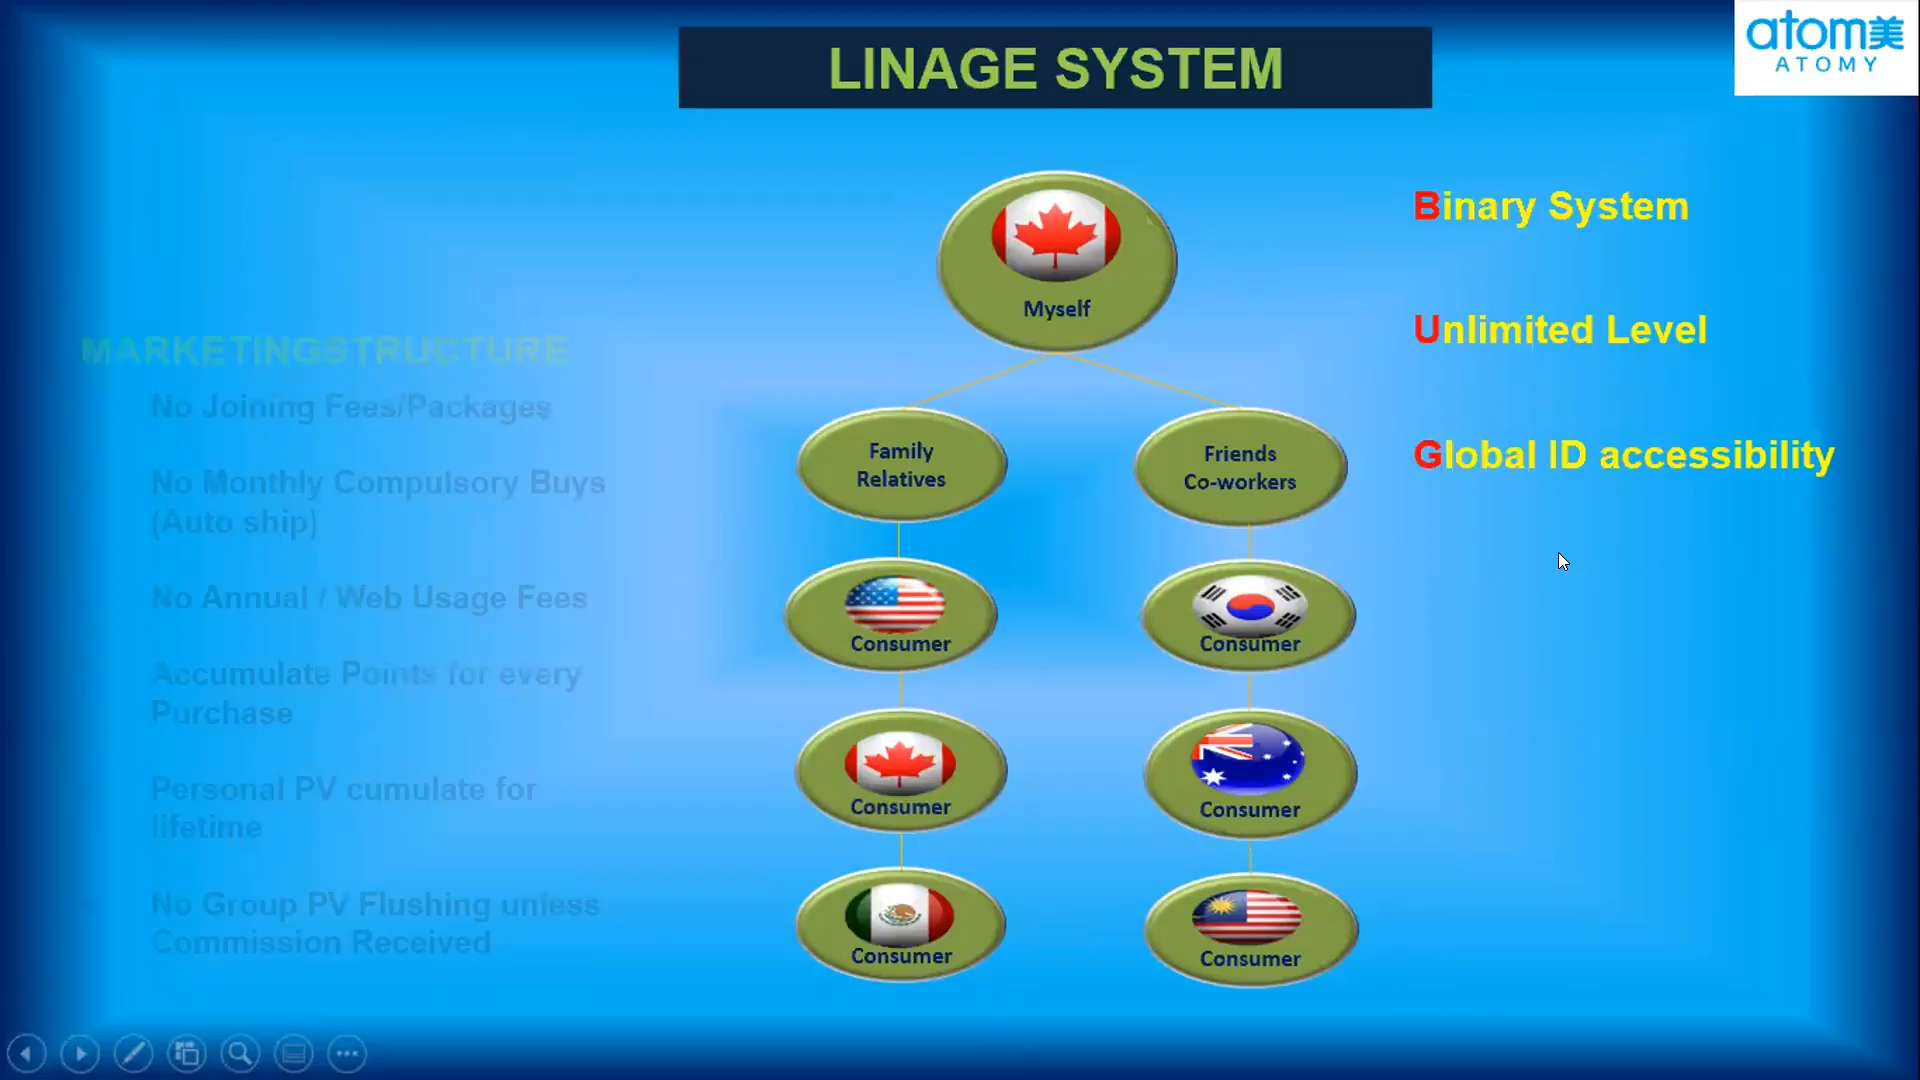 LINAGE SYSTEM
atom美
ATOMY
Myself
Binary System
Unlimited Level
Global ID accessibility
Family
Relatives
Friends
Co-workers
Consumer
Consumer
Consumer
Consumer
Consumer
Consumer
MARKETINGSTRUCTURE
No Joining Fees/Packages
No Monthly Compulsory Buys
(Auto ship)
No Annual / Web Usage Fees
Accumulate Points for every
Purchase
Personal PV cumulate for
lifetime
No Group PV Flushing unless
Commission Received